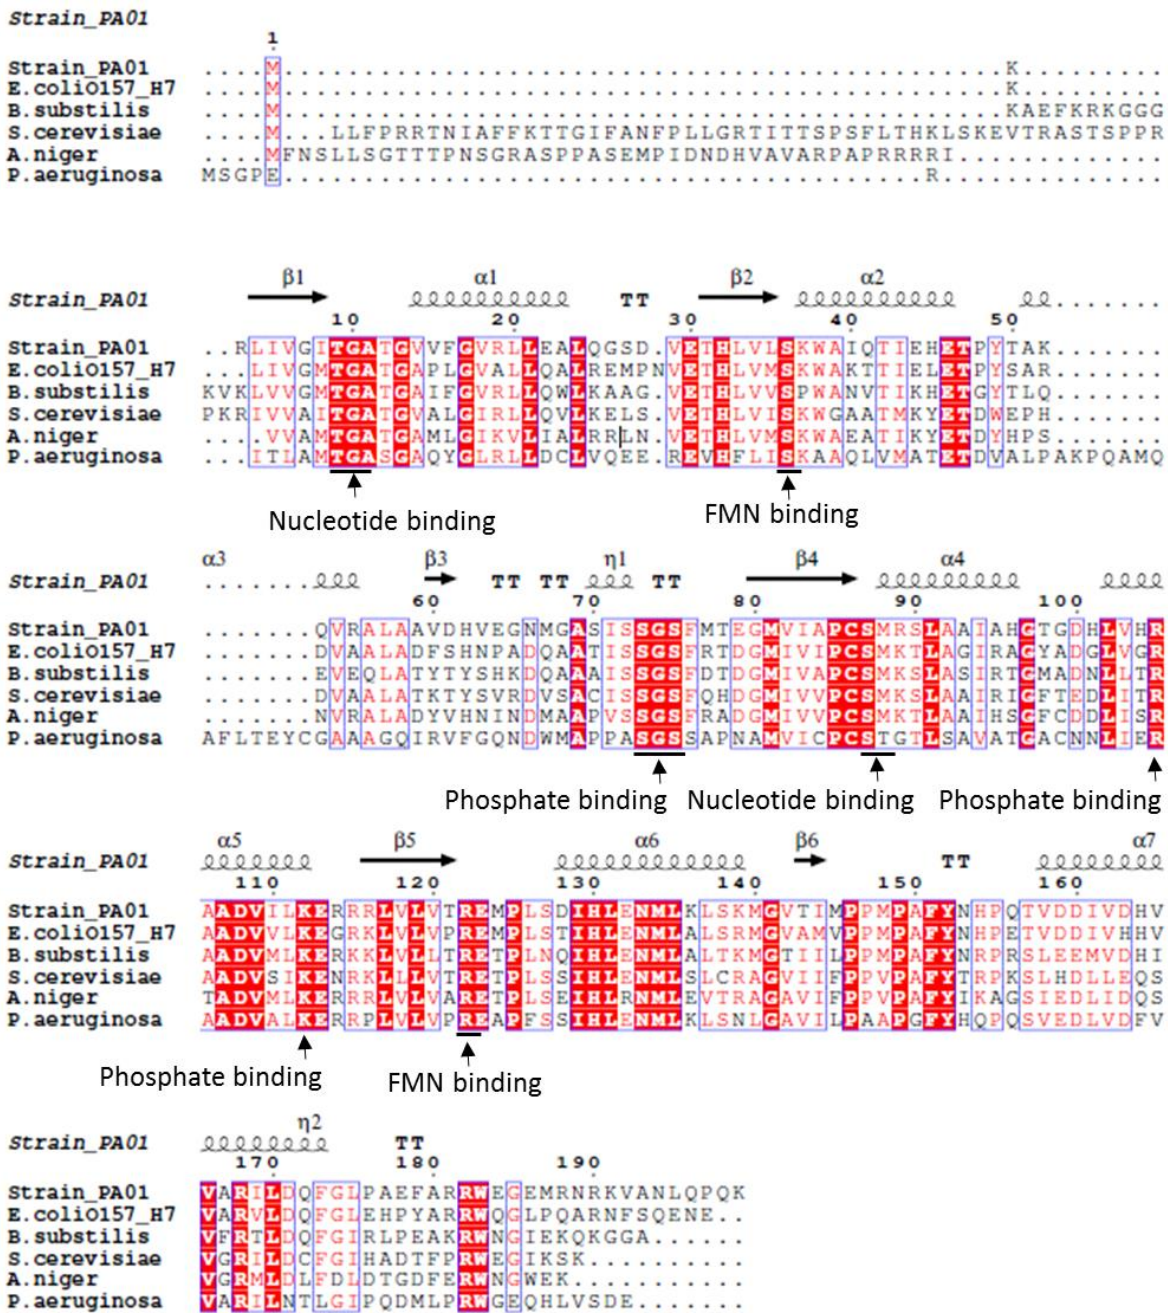 Strain_PA01
1
Strain_PA01 ....M.............................................K.........
E.coliO157_H7 ....M.............................................K.........
B.substilis ....M.............................................KAEFKRKGGG
S.cerevisiae ....M...LLFPRRTNIAFFKTTGIFANFPLLGRTITTSPSFLTHKLSKEVTRASTSPPR
A.niger ....MFNSLLSGTTTPNSGRASPPASEMPIDNDHVAVARPAPRRRRI.............
P.aeruginosa MSGPE........................................R..............
β1 α1 β2 α2
Strain_PA01 TT .......
10 20 30 40 50
Strain_PA01 ..RLIVGITGATGVVFGVRLLEALQGSD.VETHLVLSKWAIQTIEHETPYTAK.......
E.coliO157_H7 ...LIVGMTGATGAPLGVALLQALREMPNVETHLVMSKWAKTTIELETPYSAR.......
B.substilis KVKLVVGMTGATGAIFGVRLLQWLKAAG.VETHLVVSPWANVTIKHETGYTLQ.......
S.cerevisiae PKRIVVAITGATGVALGIRLLQVLKELS.VETHLVISKWGAATMKYETDWEPH.......
A.niger ....VVAMTGATGAMLGIKVLIALRRLN.VETHLVMSKWAEATIKYETDYHPS.......
P.aeruginosa ...ITLAMTGASGAQYGLRLLDCLVQEE.REVHFLISKAAQLVMATETDVALPAKPQAMQ
Nucleotide binding FMN binding
α3 β3 η1 β4 α4
Strain_PA01 ....... TT TT TT
60 70 80 90 100
Strain_PA01 .......QVRALAAVDHVEGNMGASISSGSFMTEGMVIAPCSMRSLAAIAHGTGDHLVHR
E.coliO157_H7 .......DVAALADFSHNPADQAATISSGSFRTDGMIVIPCSMKTLAGIRAGYADGLVGR
B.substilis .......EVEQLATYTYSHKDQAAAISSGSFDTDGMIVAPCSMKSLASIRTGMADNLLTR
S.cerevisiae .......DVAALATKTYSVRDVSACISSGSFQHDGMIVVPCSMKSLAAIRIGFTEDLITR
A.niger .......NVRALADYVHNINDMAAPVSSGSFRADGMIVVPCSMKTLAAIHSGFCDDLISR
P.aeruginosa AFLTEYCGAAAGQIRVFGQNDWMAPPASGSSAPNAMVICPCSTGTLSAVATGACNNLIER
Phosphate binding Nucleotide binding Phosphate binding
α5 β5 α6 β6 α7
Strain_PA01 TT
110 120 130 140 150 160
Strain_PA01 AADVILKERRRLVLVTREMPLSDIHLENMLKLSKMGVTIMPPMPAFYNHPQTVDDIVDHV
E.coliO157_H7 AADVVLKEGRKLVLVPREMPLSTIHLENMLALSRMGVAMVPPMPAFYNHPETVDDIVHHV
B.substilis AADVMLKERKKLVLLTRETPLNQIHLENMLALTKMGTIILPPMPAFYNRPRSLEEMVDHI
S.cerevisiae AADVSIKENRKLLLVTRETPLSSIHLENMLSLCRAGVIIFPPVPAFYTRPKSLHDLLEQS
A.niger TADVMLKERRRLVLVARETPLSEIHLRNMLEVTRAGAVIFPPVPAFYIKAGSIEDLIDQS
P.aeruginosa AADVALKERRPLVLVPREAPFSSIHLENMLKLSNLGAVILPAAPGFYHQPQSVEDLVDFV
Phosphate binding FMN binding
η2
Strain_PA01 TT
170 180 190
Strain_PA01 VARILDQFGLPAEFARRWEGEMRNRKVANLQPQK
E.coliO157_H7 VARVLDQFGLEHPYARRWQGLPQARNFSQENE..
B.substilis VFRTLDQFGIRLPEAKRWNGIEKQKGGA......
S.cerevisiae VGRILDCFGIHADTFPRWEGIKSK..........
A.niger VGRMLDLFDLDTGDFERWNGWEK...........
P.aeruginosa VARILNTLGIPQDMLPRWGEQHLVSDE.......